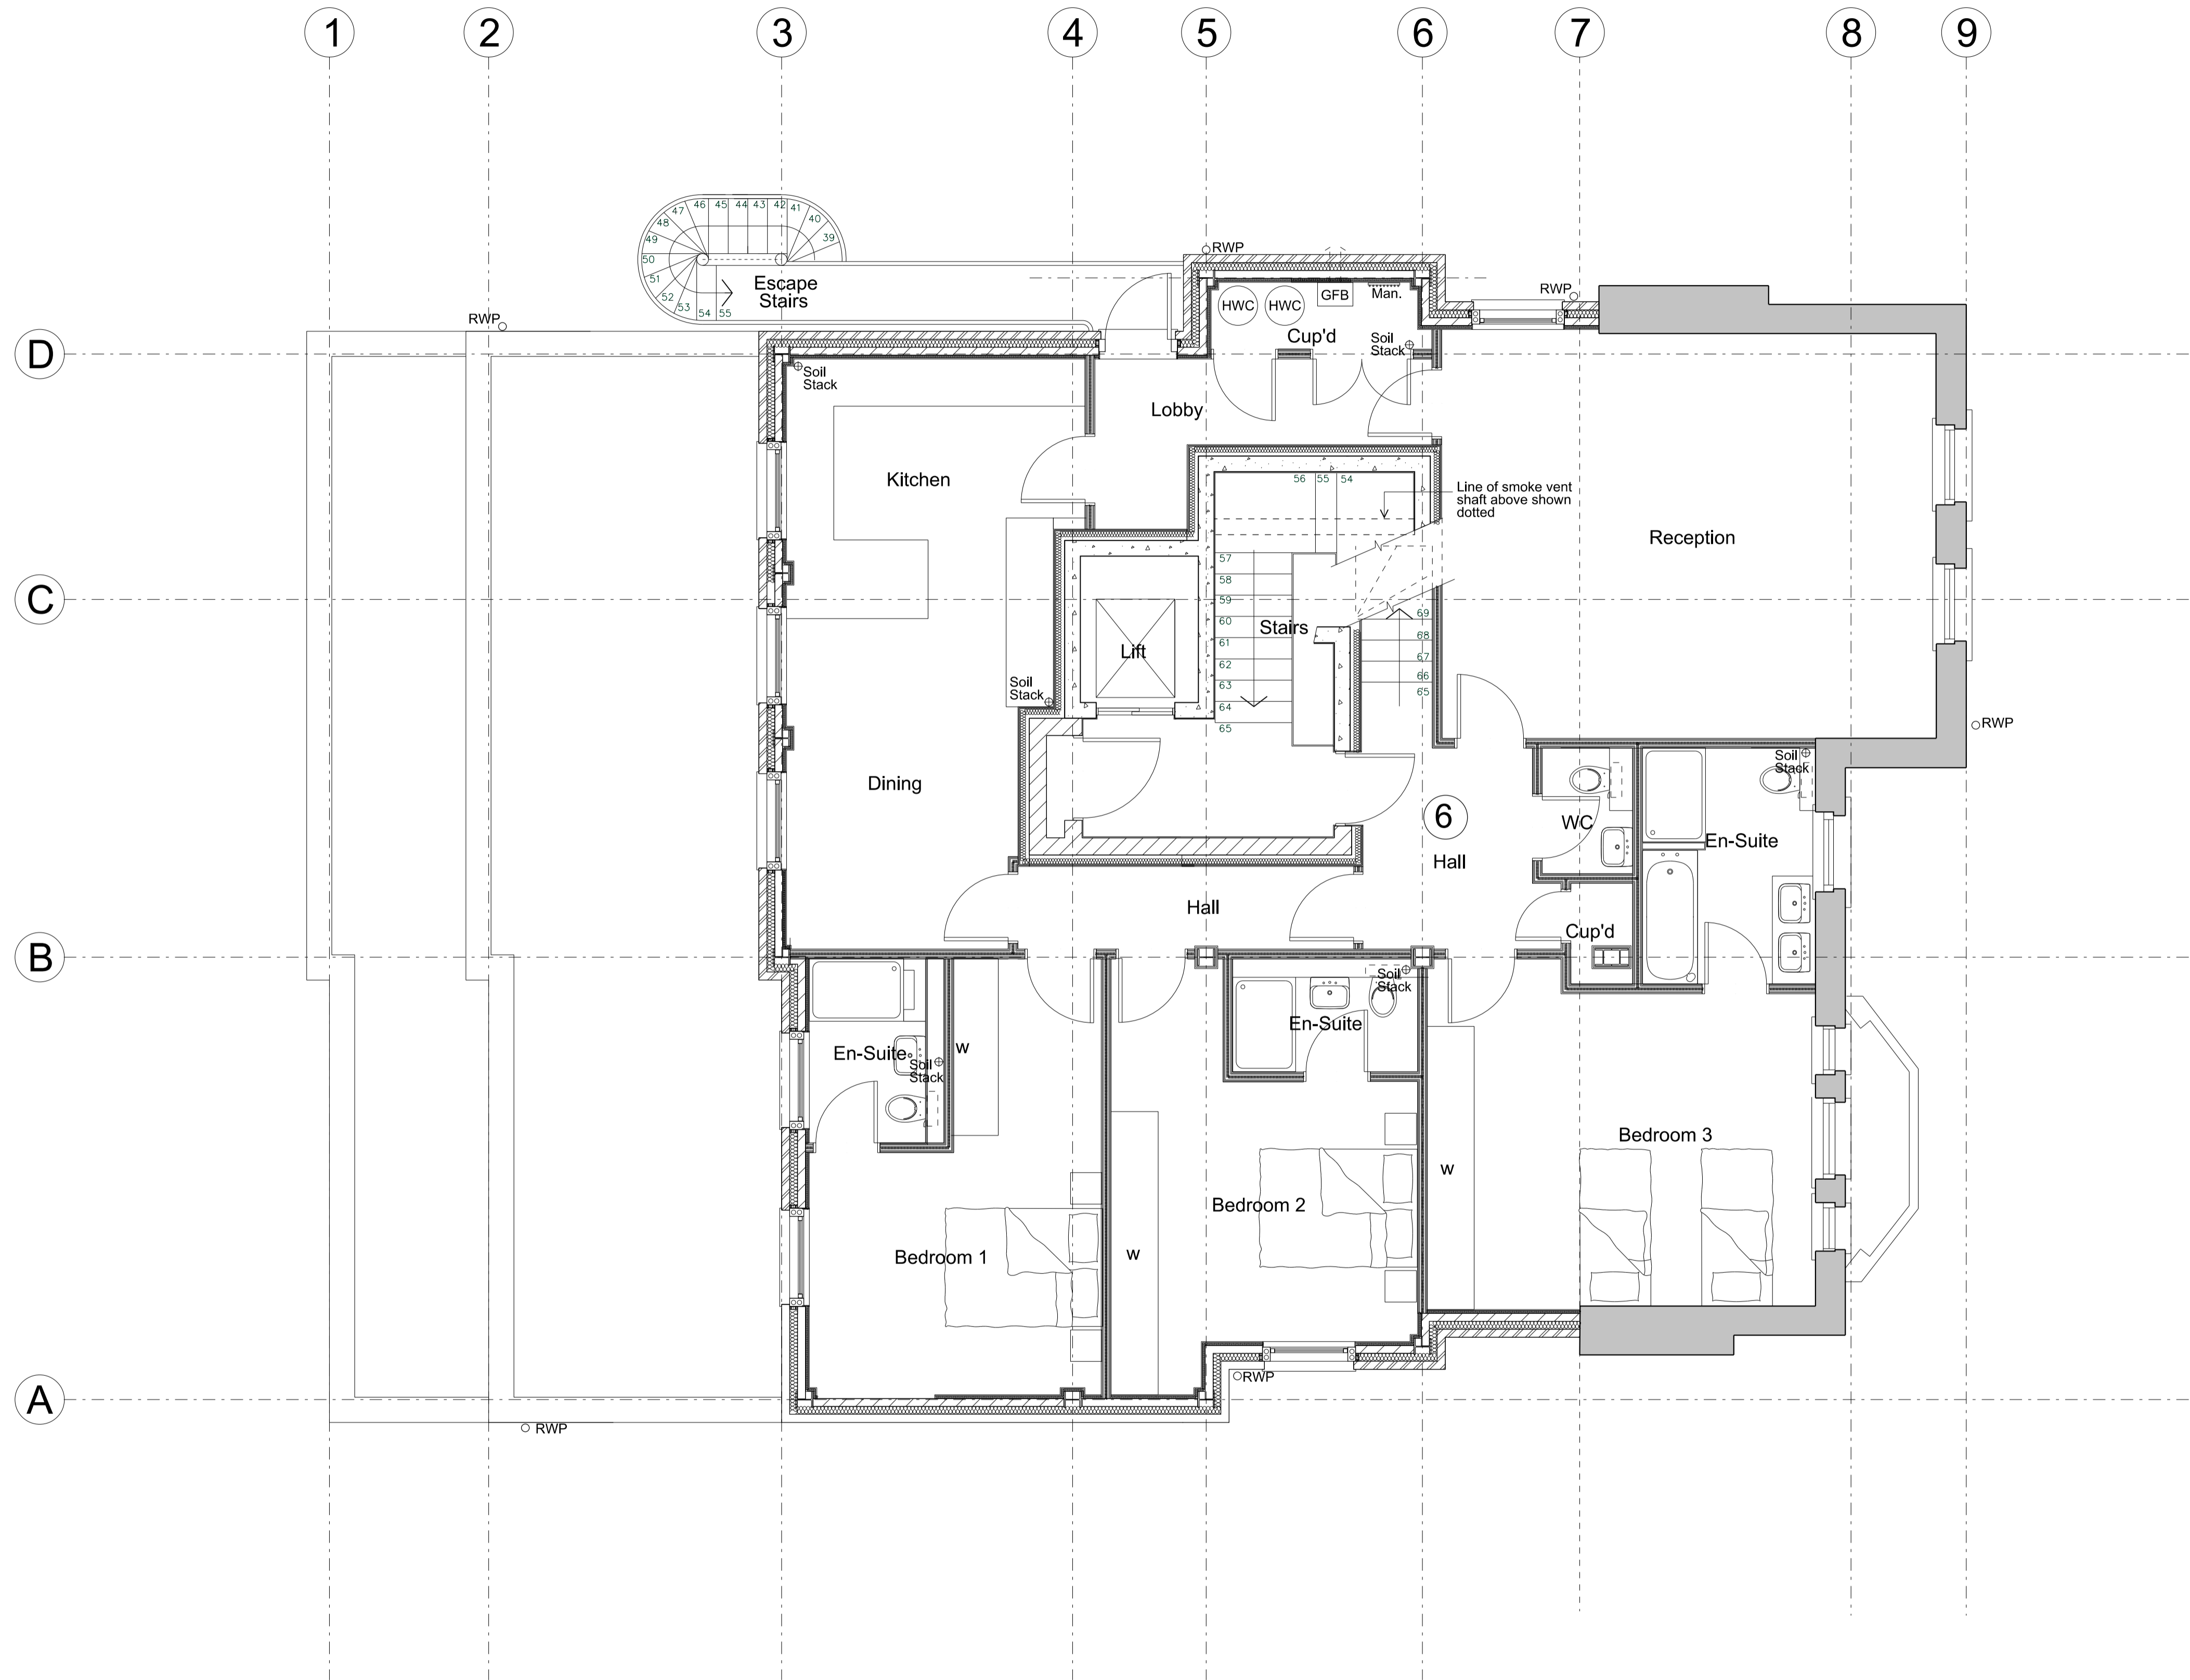 1 2 3 4 5 6 7 8 9
46 45 44 43 42 41
47 40
48
49 39
50
51
52
53
54 55
Escape
Stairs
RWP
RWP
RWP
HWC HWC GFB Man.
Cup'd
Soil
Stack
D
Soil
Stack
Lobby
Kitchen
56 55 54
Line of smoke vent
shaft above shown
dotted
Reception
57
58
59
60
61
62
63
64
65
C
Stairs
Lift
69
68
67
66
65
Soil
Stack
RWP
Soil
Stack
Dining
6
WC
En-Suite
Hall
Hall
Cup'd
B
Soil
Stack
En-Suite
En-Suite
Soil
Stack
w
Bedroom 3
w
Bedroom 2
Bedroom 1
w
RWP
A
RWP